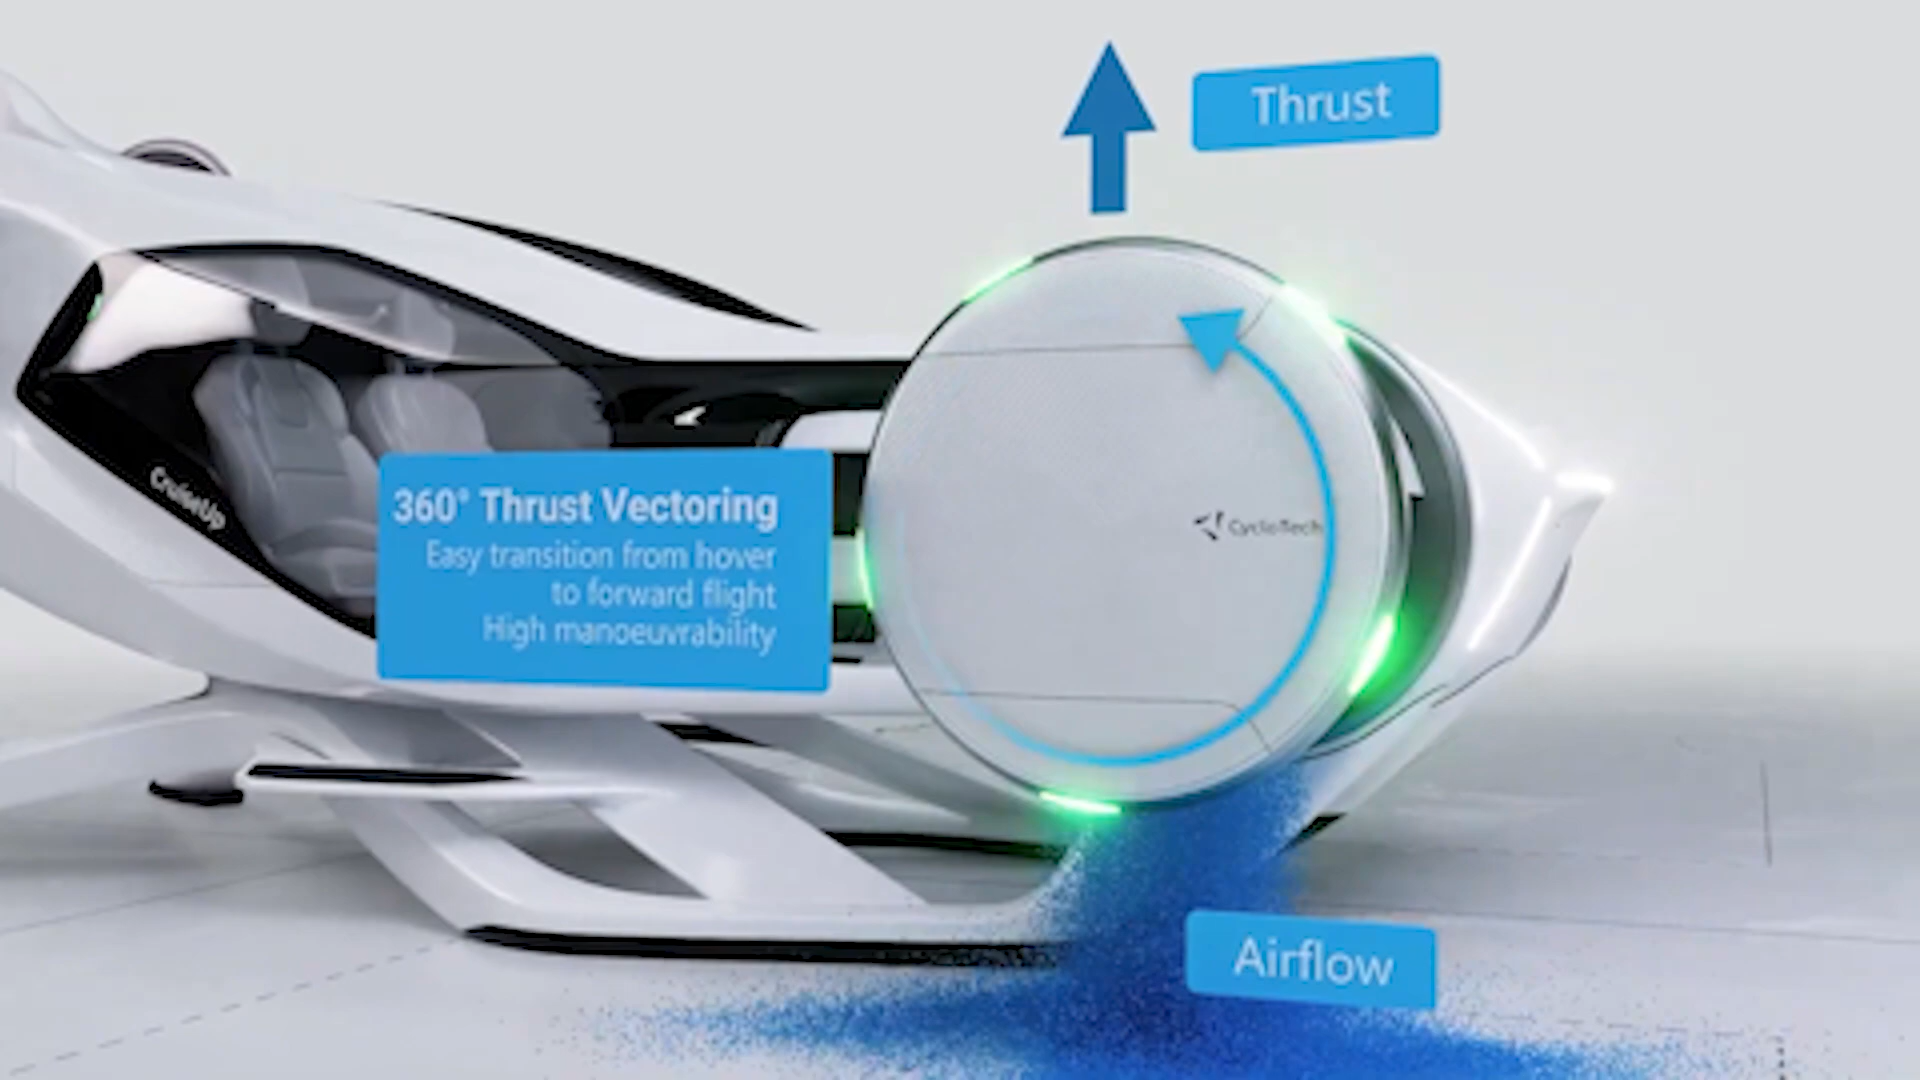 Thrust
CruiseUp
360° Thrust Vectoring
Easy transition from hover
to forward flight
High manoeuvrability
CycloTech
Airflow